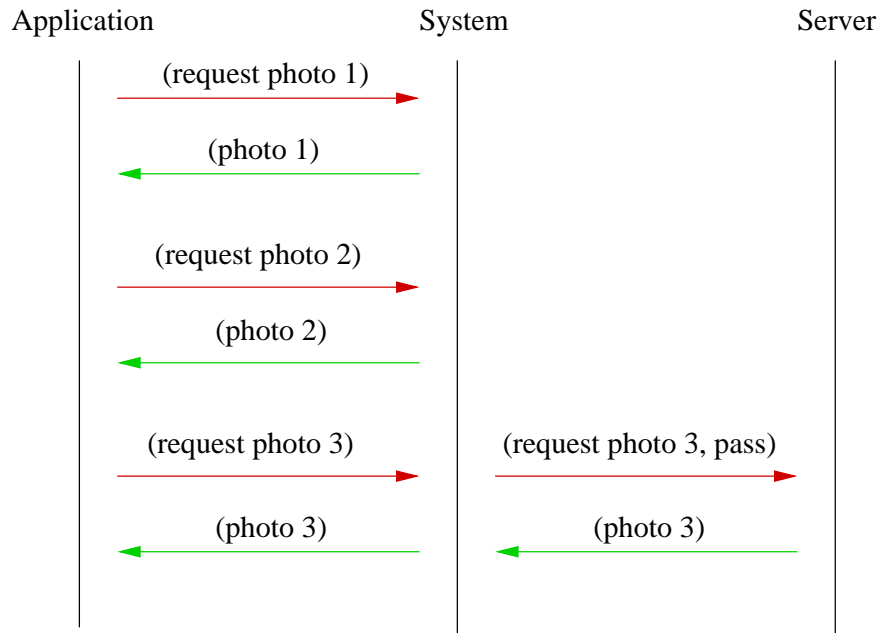 Application
System
Server
(request photo 1)
(photo 1)
(request photo 2)
(photo 2)
(request photo 3)
(request photo 3, pass)
(photo 3)
(photo 3)